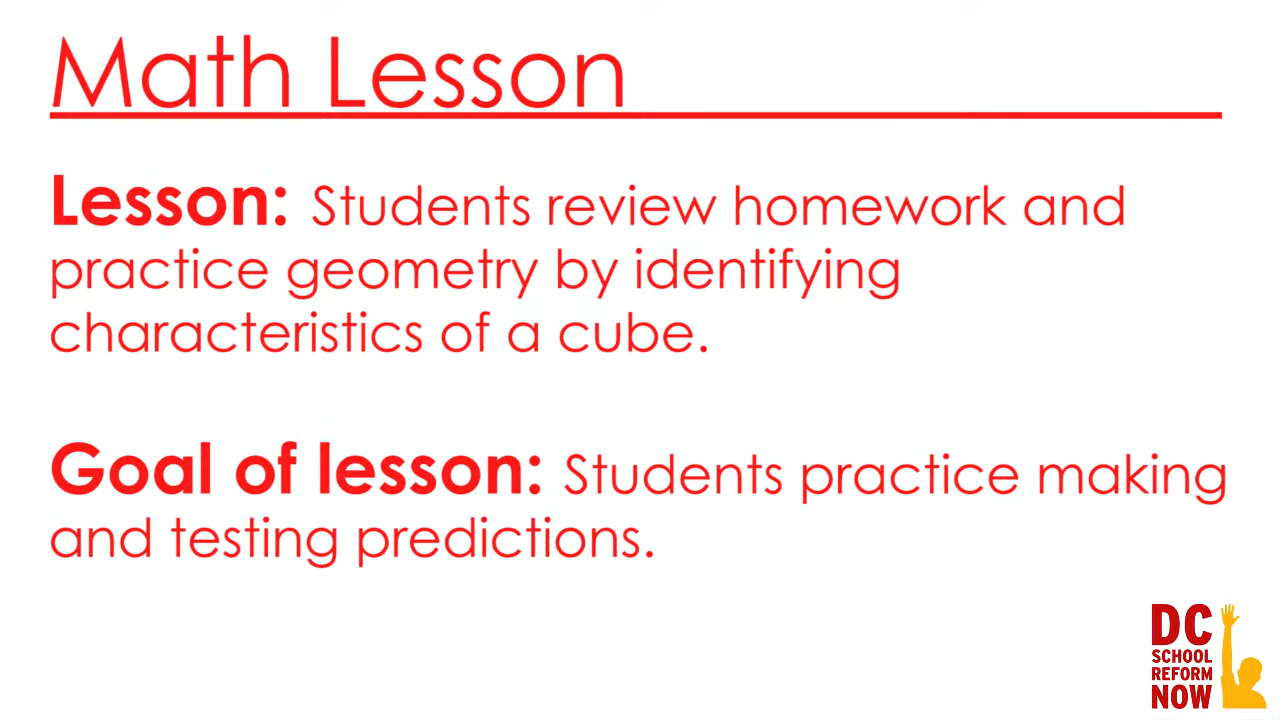 Math Lesson
Lesson: Students review homework and
practice geometry by identifying
characteristics of a cube.
Goal of lesson: Students practice making
and testing predictions.
DC
SCHOOL
REFORM
NOW